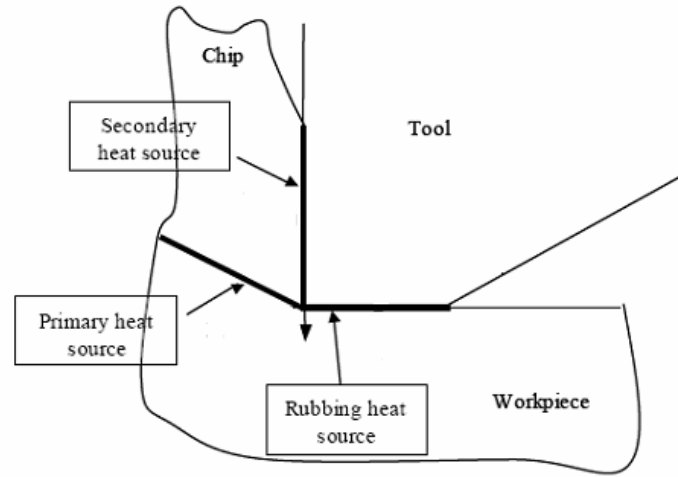 Chip
Secondary
heat source
Tool
Primary heat
source
Rubbing heat
source
Workpiece